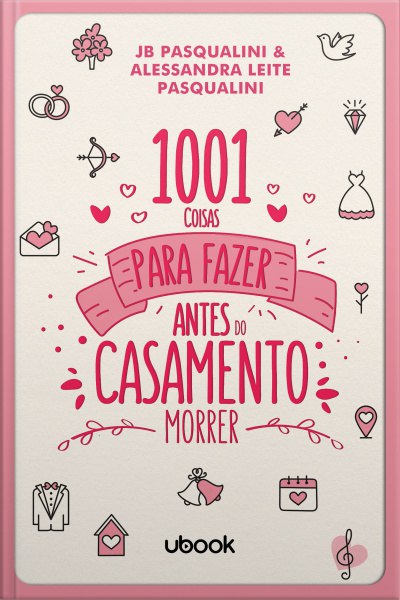 JB PASQUALINI &
ALESSANDRA LEITE
PASQUALINI
1001
COISAS
PARA FAZER
ANTES DO
CASAMENTO
MORRER
ubook